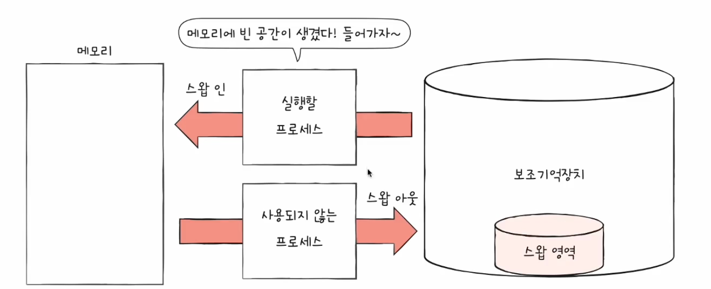 메모리에 빈 공간이 생겼다! 들어가자~
메모리
스왑 인
실행할
프로세스
보조기억장치
스왑 아웃
사용되지 않는
프로세스
스왑 영역